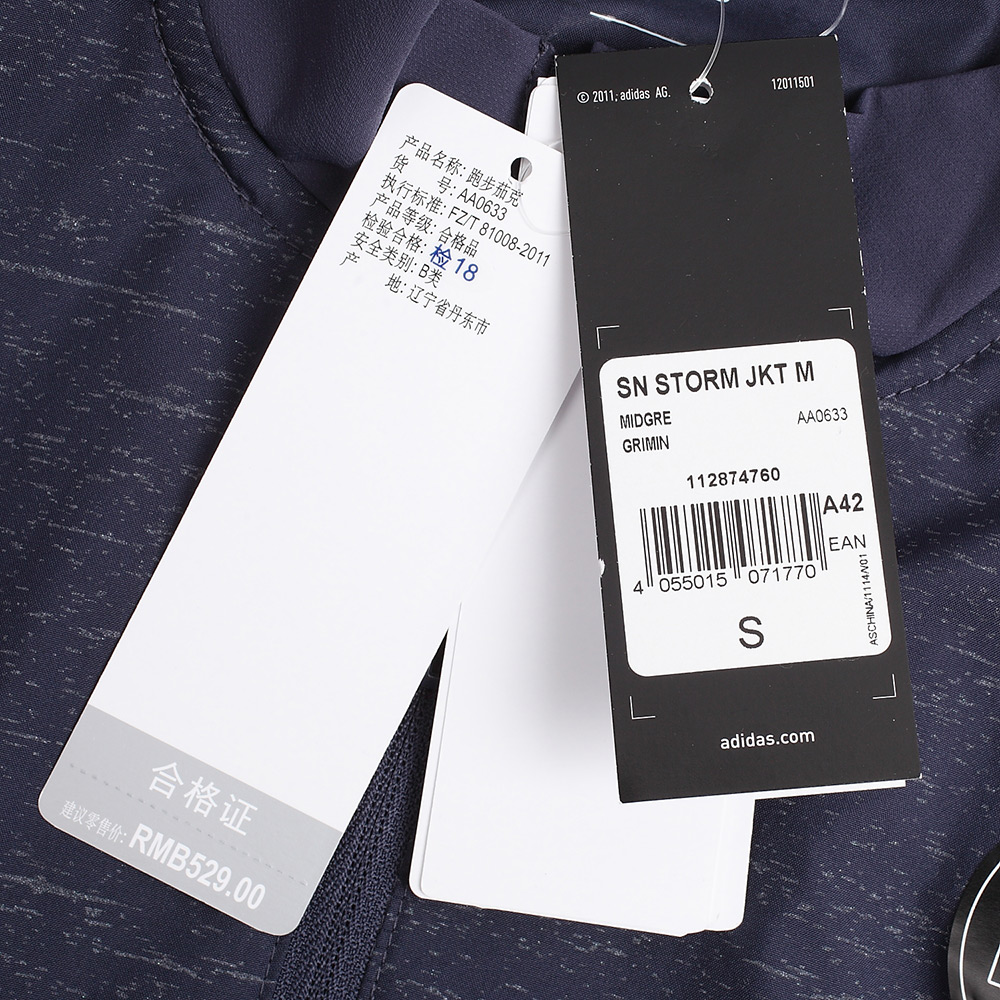 产品名称: 跑步茄克
货 号: AA0633
执行标准: FZ/T 81008-2011
产品等级: 合格品
检验合格: 检18
安全类别: B类
产 地: 辽宁省丹东市
合格证
建议零售价: RMB529.00
© 2011, adidas AG. 12011501
SN STORM JKT M
MIDGRE AA0633
GRIMIN
112874760
A42
EAN
4 055015 071770
S
ASCHINA/1114/V01
adidas.com